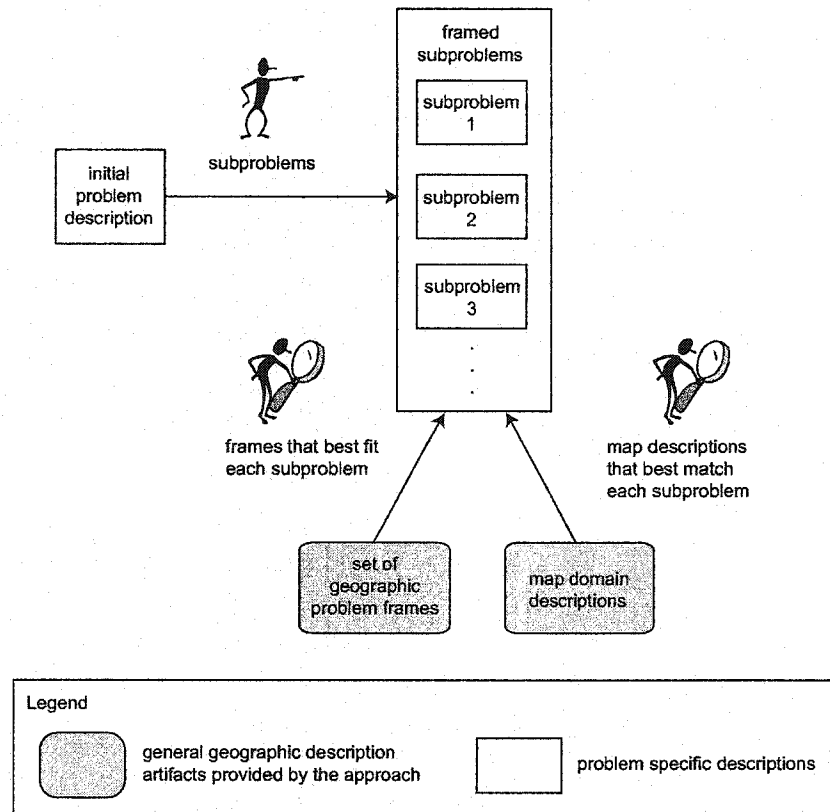 framed
subproblems
subproblem
1
subproblems
initial
problem
description
subproblem
2
subproblem
3
.
.
.
frames that best fit
each subproblem
map descriptions
that best match
each subproblem
set of
geographic
problem frames
map domain
descriptions
Legend
general geographic description
artifacts provided by the approach
problem specific descriptions